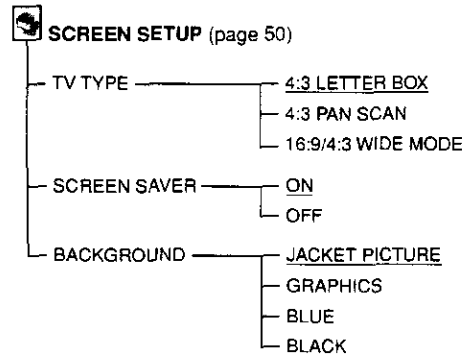 SCREEN SETUP (page 50)
TV TYPE
4:3 LETTER BOX
4:3 PAN SCAN
16:9/4:3 WIDE MODE
SCREEN SAVER
ON
OFF
BACKGROUND
JACKET PICTURE
GRAPHICS
BLUE
BLACK